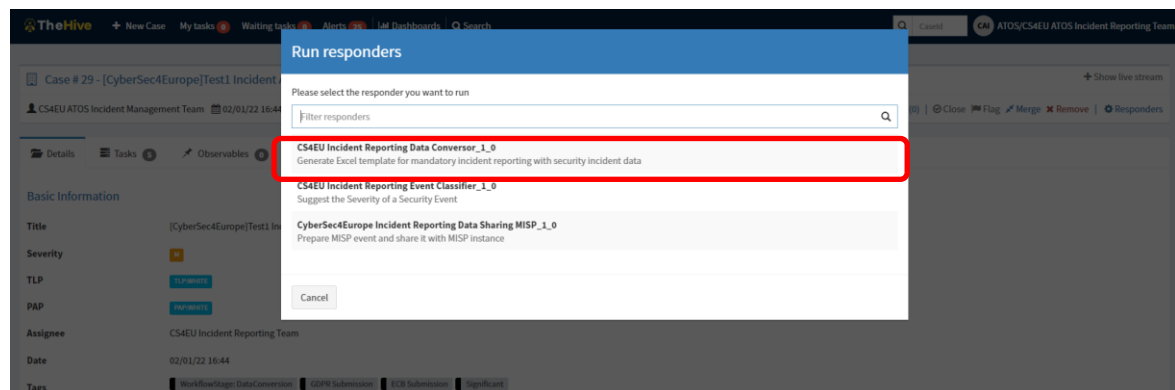 TheHive + New Case My tasks 0 Waiting tasks 0 Alerts 25 Dashboards Search CaseId CAI ATOS/CS4EU ATOS Incident Reporting Team
Run responders
Case # 29 - [CyberSec4Europe]Test1 Incident
+ Show live stream
CS4EU ATOS Incident Management Team 02/01/22 16:44
(0) | Close Flag Merge Remove | Responders
Please select the responder you want to run
Filter responders
Details Tasks 5 Observables 0
CS4EU Incident Reporting Data Conversor_1_0
Generate Excel template for mandatory incident reporting with security incident data
CS4EU Incident Reporting Event Classifier_1_0
Suggest the Severity of a Security Event
CyberSec4Europe Incident Reporting Data Sharing MISP_1_0
Prepare MISP event and share it with MISP instance
Cancel
Basic Information
Title [CyberSec4Europe]Test1
Severity
TLP TLP:WHITE
PAP PAP:WHITE
Assignee CS4EU Incident Reporting Team
Date 02/01/22 16:44
Tags WorkflowStage: DataConversion GDPR Submission ECB Submission Significant